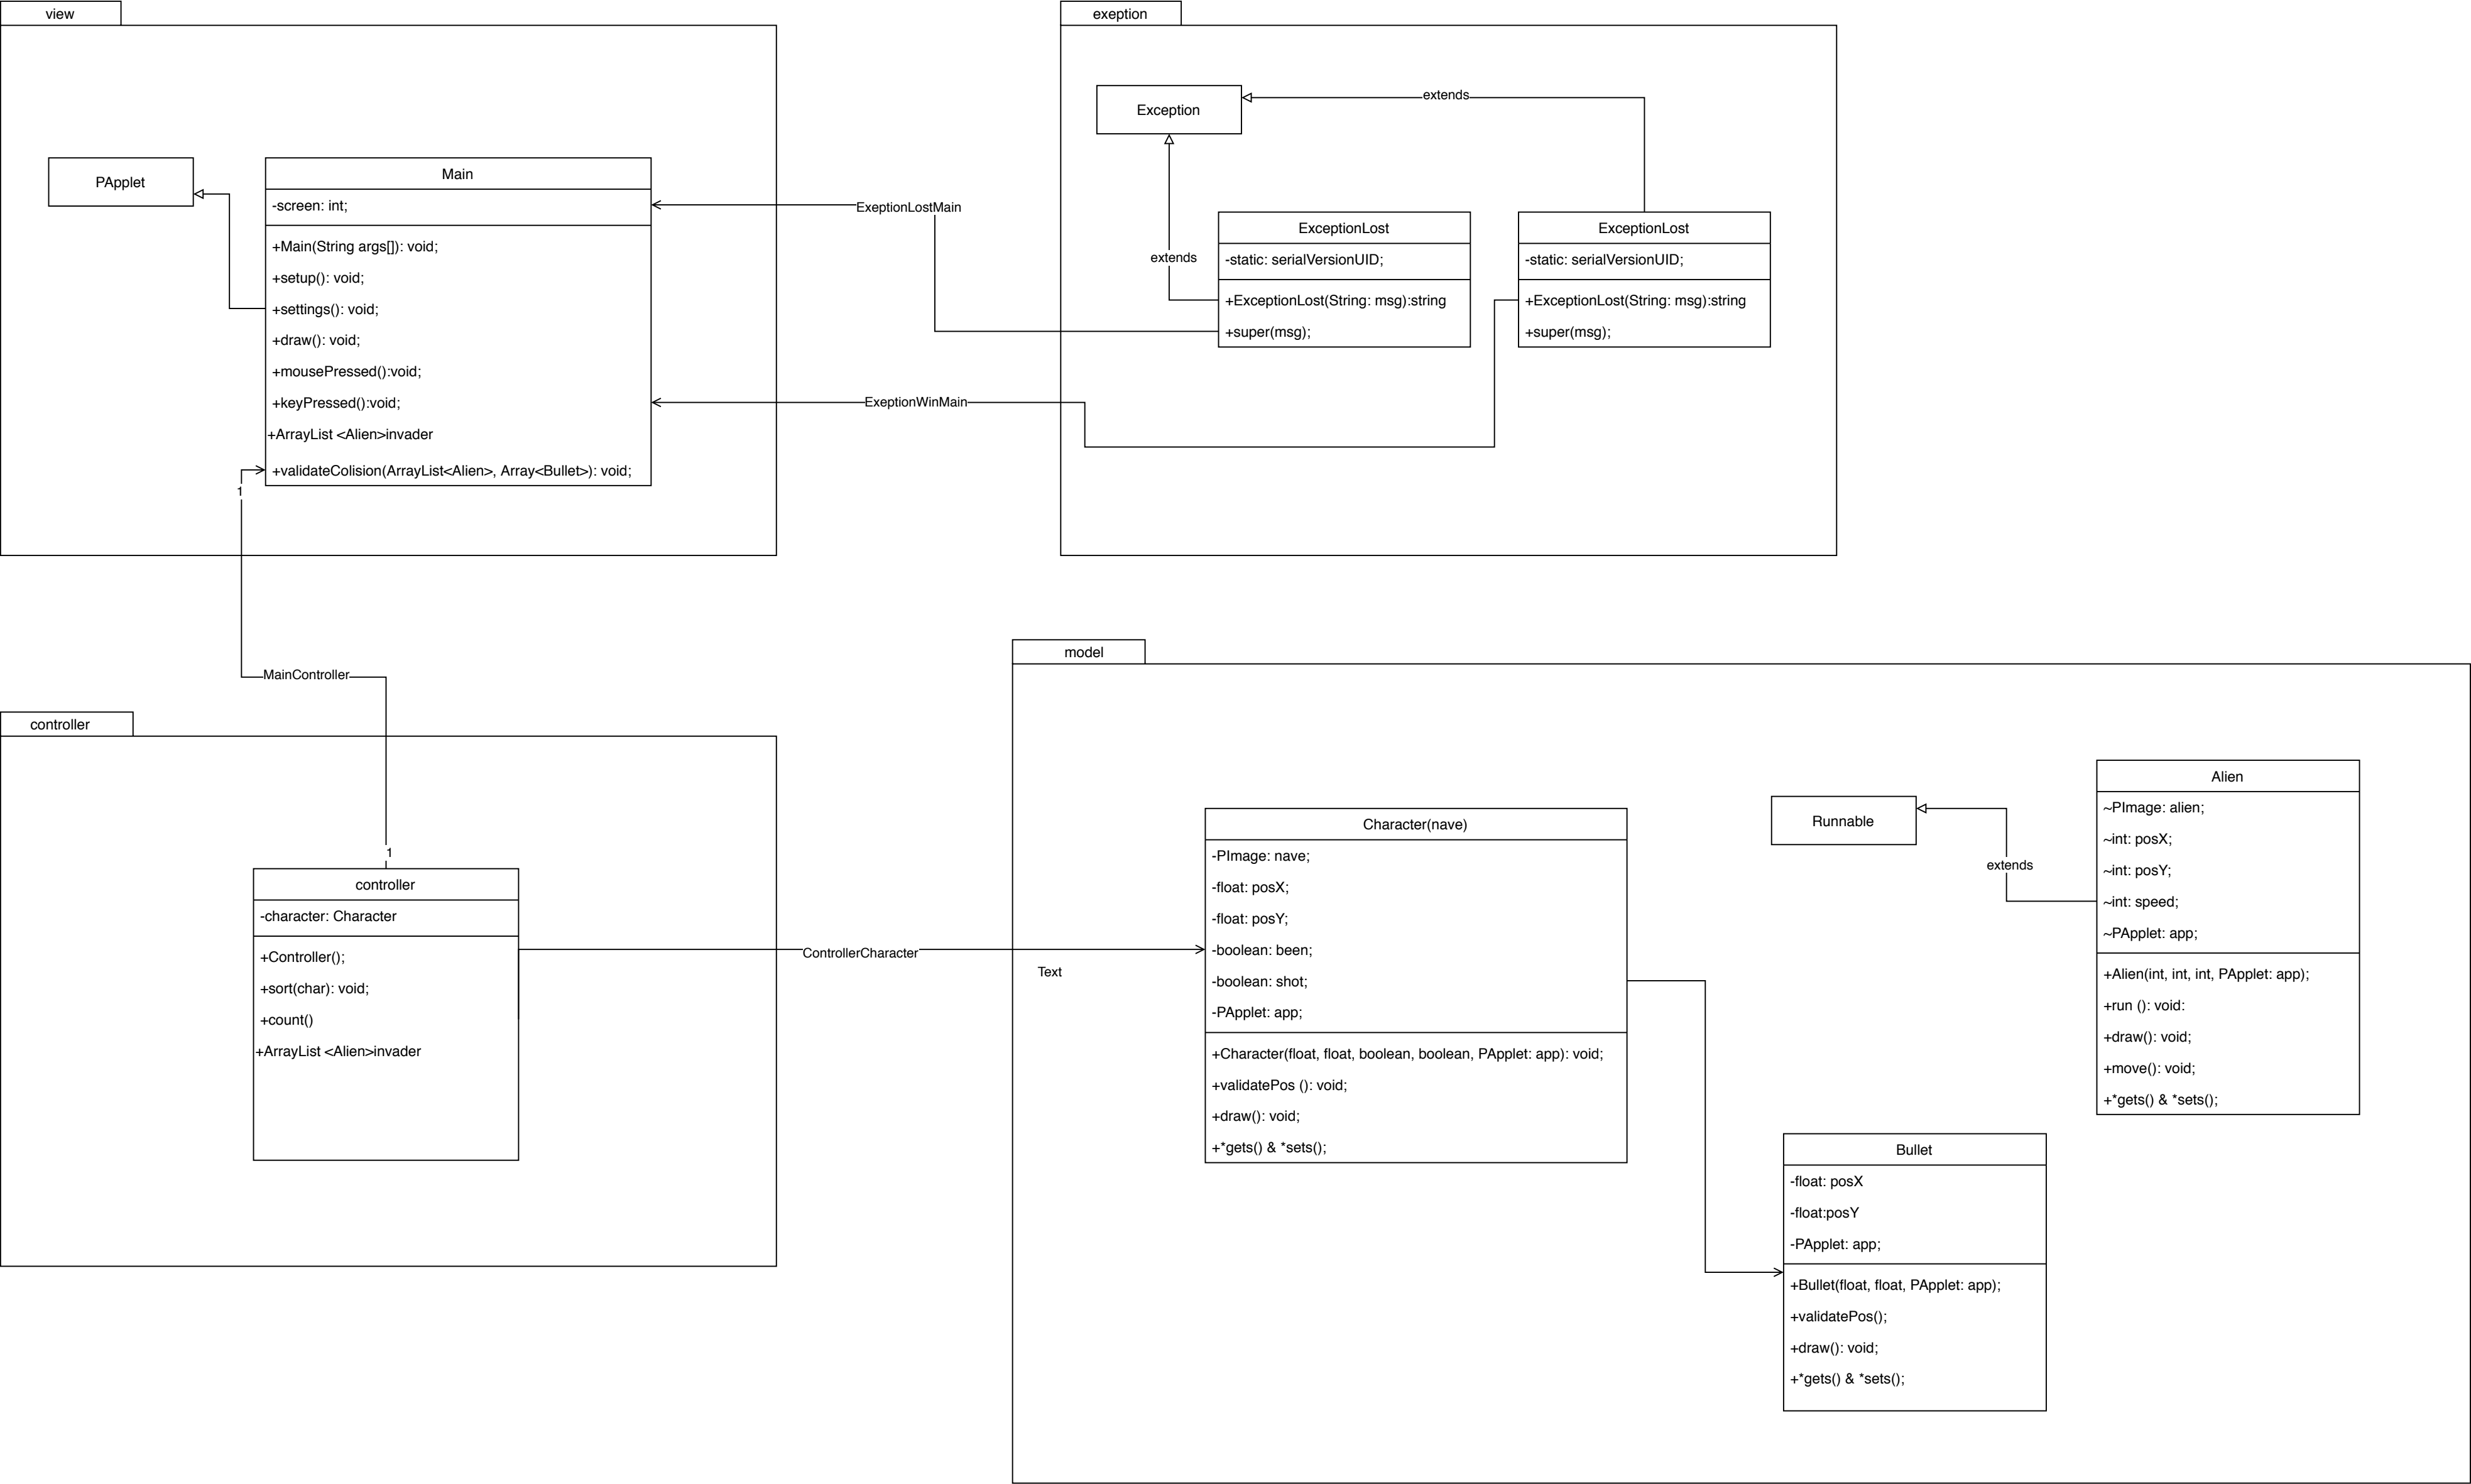 view
PApplet
Main
-screen: int;
+Main(String args[]): void;
+setup(): void;
+settings(): void;
+draw(): void;
+mousePressed():void;
+keyPressed():void;
+ArrayList <Alien>invader
+validateColision(ArrayList<Alien>, Array<Bullet>): void;
1
ExeptionLostMain
ExeptionWinMain
exeption
Exception
extends
extends
ExceptionLost
-static: serialVersionUID;
+ExceptionLost(String: msg):string
+super(msg);
ExceptionLost
-static: serialVersionUID;
+ExceptionLost(String: msg):string
+super(msg);
MainController
controller
1
controller
-character: Character
+Controller();
+sort(char): void;
+count()
+ArrayList <Alien>invader
ControllerCharacter
model
Text
Character(nave)
-PImage: nave;
-float: posX;
-float: posY;
-boolean: been;
-boolean: shot;
-PApplet: app;
+Character(float, float, boolean, boolean, PApplet: app): void;
+validatePos (): void;
+draw(): void;
+*gets() & *sets();
Runnable
extends
Alien
~PImage: alien;
~int: posX;
~int: posY;
~int: speed;
~PApplet: app;
+Alien(int, int, int, PApplet: app);
+run (): void:
+draw(): void;
+move(): void;
+*gets() & *sets();
Bullet
-float: posX
-float:posY
-PApplet: app;
+Bullet(float, float, PApplet: app);
+validatePos();
+draw(): void;
+*gets() & *sets();